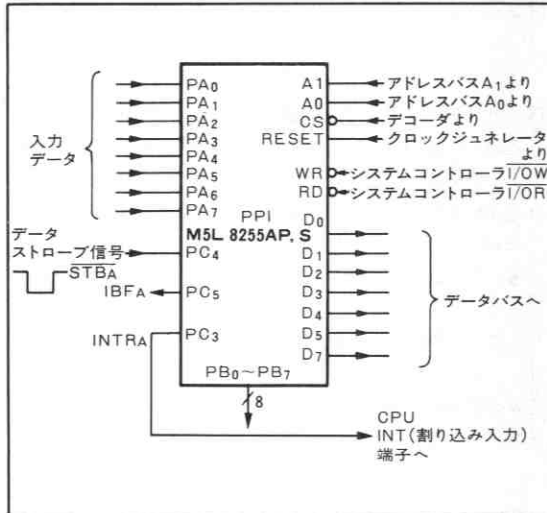 入力
データ
データ
ストローブ信号
STBA
IBFA
INTRA
PA0
PA1
PA2
PA3
PA4
PA5
PA6
PA7
PC4
PC5
PC3
PPI
M5L 8255AP, S
PB0～PB7
8
A1
A0
CS
RESET
WR
RD
D0
D1
D2
D3
D4
D5
D7
アドレスバスA1より
アドレスバスA0より
デコーダより
クロックジュネレータ
より
システムコントローラI/OW
システムコントローラI/OR
データバスへ
CPU
INT(割り込み入力)
端子へ